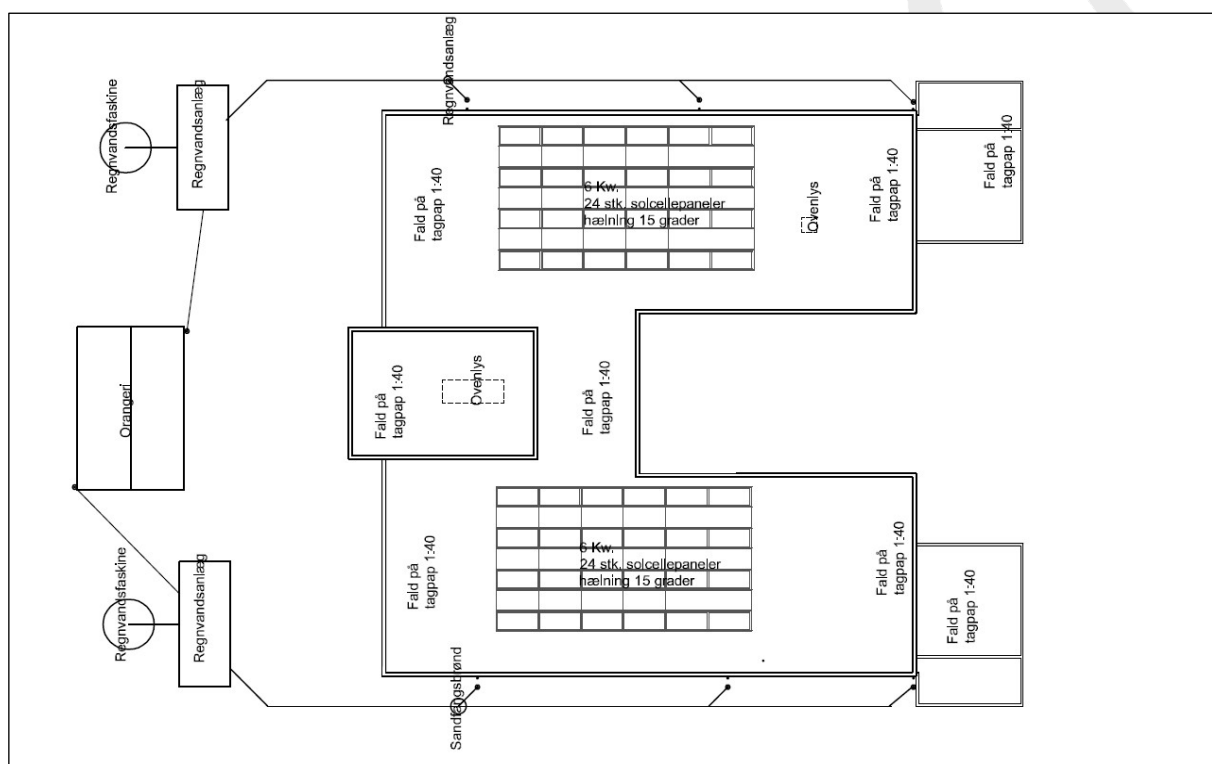 Regnvandsfaskine
Regnvandsanlæg
Regnvandsanlæg
Fald på
tagpap 1:40
6 Kw.
24 stk. solcellepaneler
hælning 15 grader
Ovenlys
Fald på
tagpap 1:40
Fald på
tagpap 1:40
Orangeri
Fald på
tagpap 1:40
Ovenlys
Fald på
tagpap 1:40
Regnvandsfaskine
Regnvandsanlæg
Fald på
tagpap 1:40
6 Kw.
24 stk. solcellepaneler
hælning 15 grader
Fald på
tagpap 1:40
Fald på
tagpap 1:40
Sandfangsbrønd